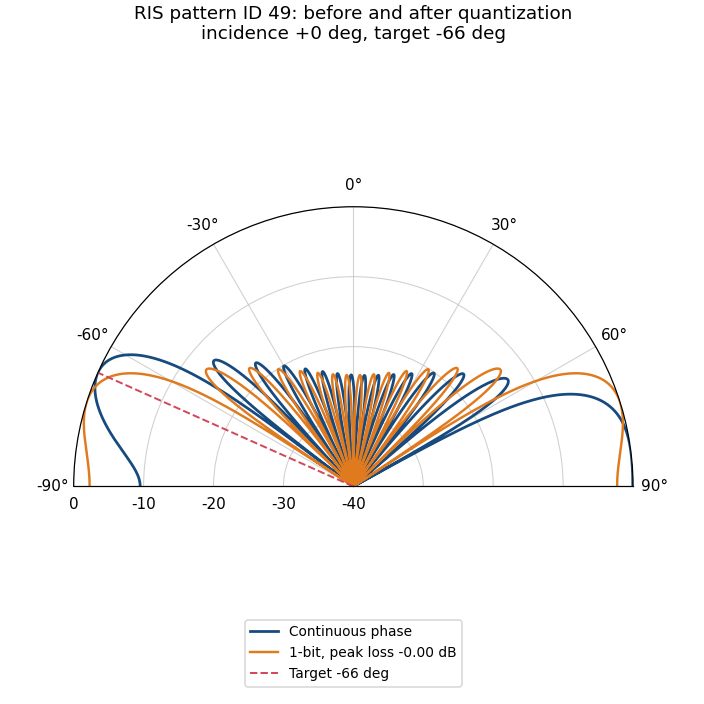 RIS pattern ID 49: before and after quantization
incidence +0 deg, target -66 deg
0°
-30°
30°
-60°
60°
-90°
90°
0
-10
-20
-30
-40
Continuous phase
1-bit, peak loss -0.00 dB
Target -66 deg